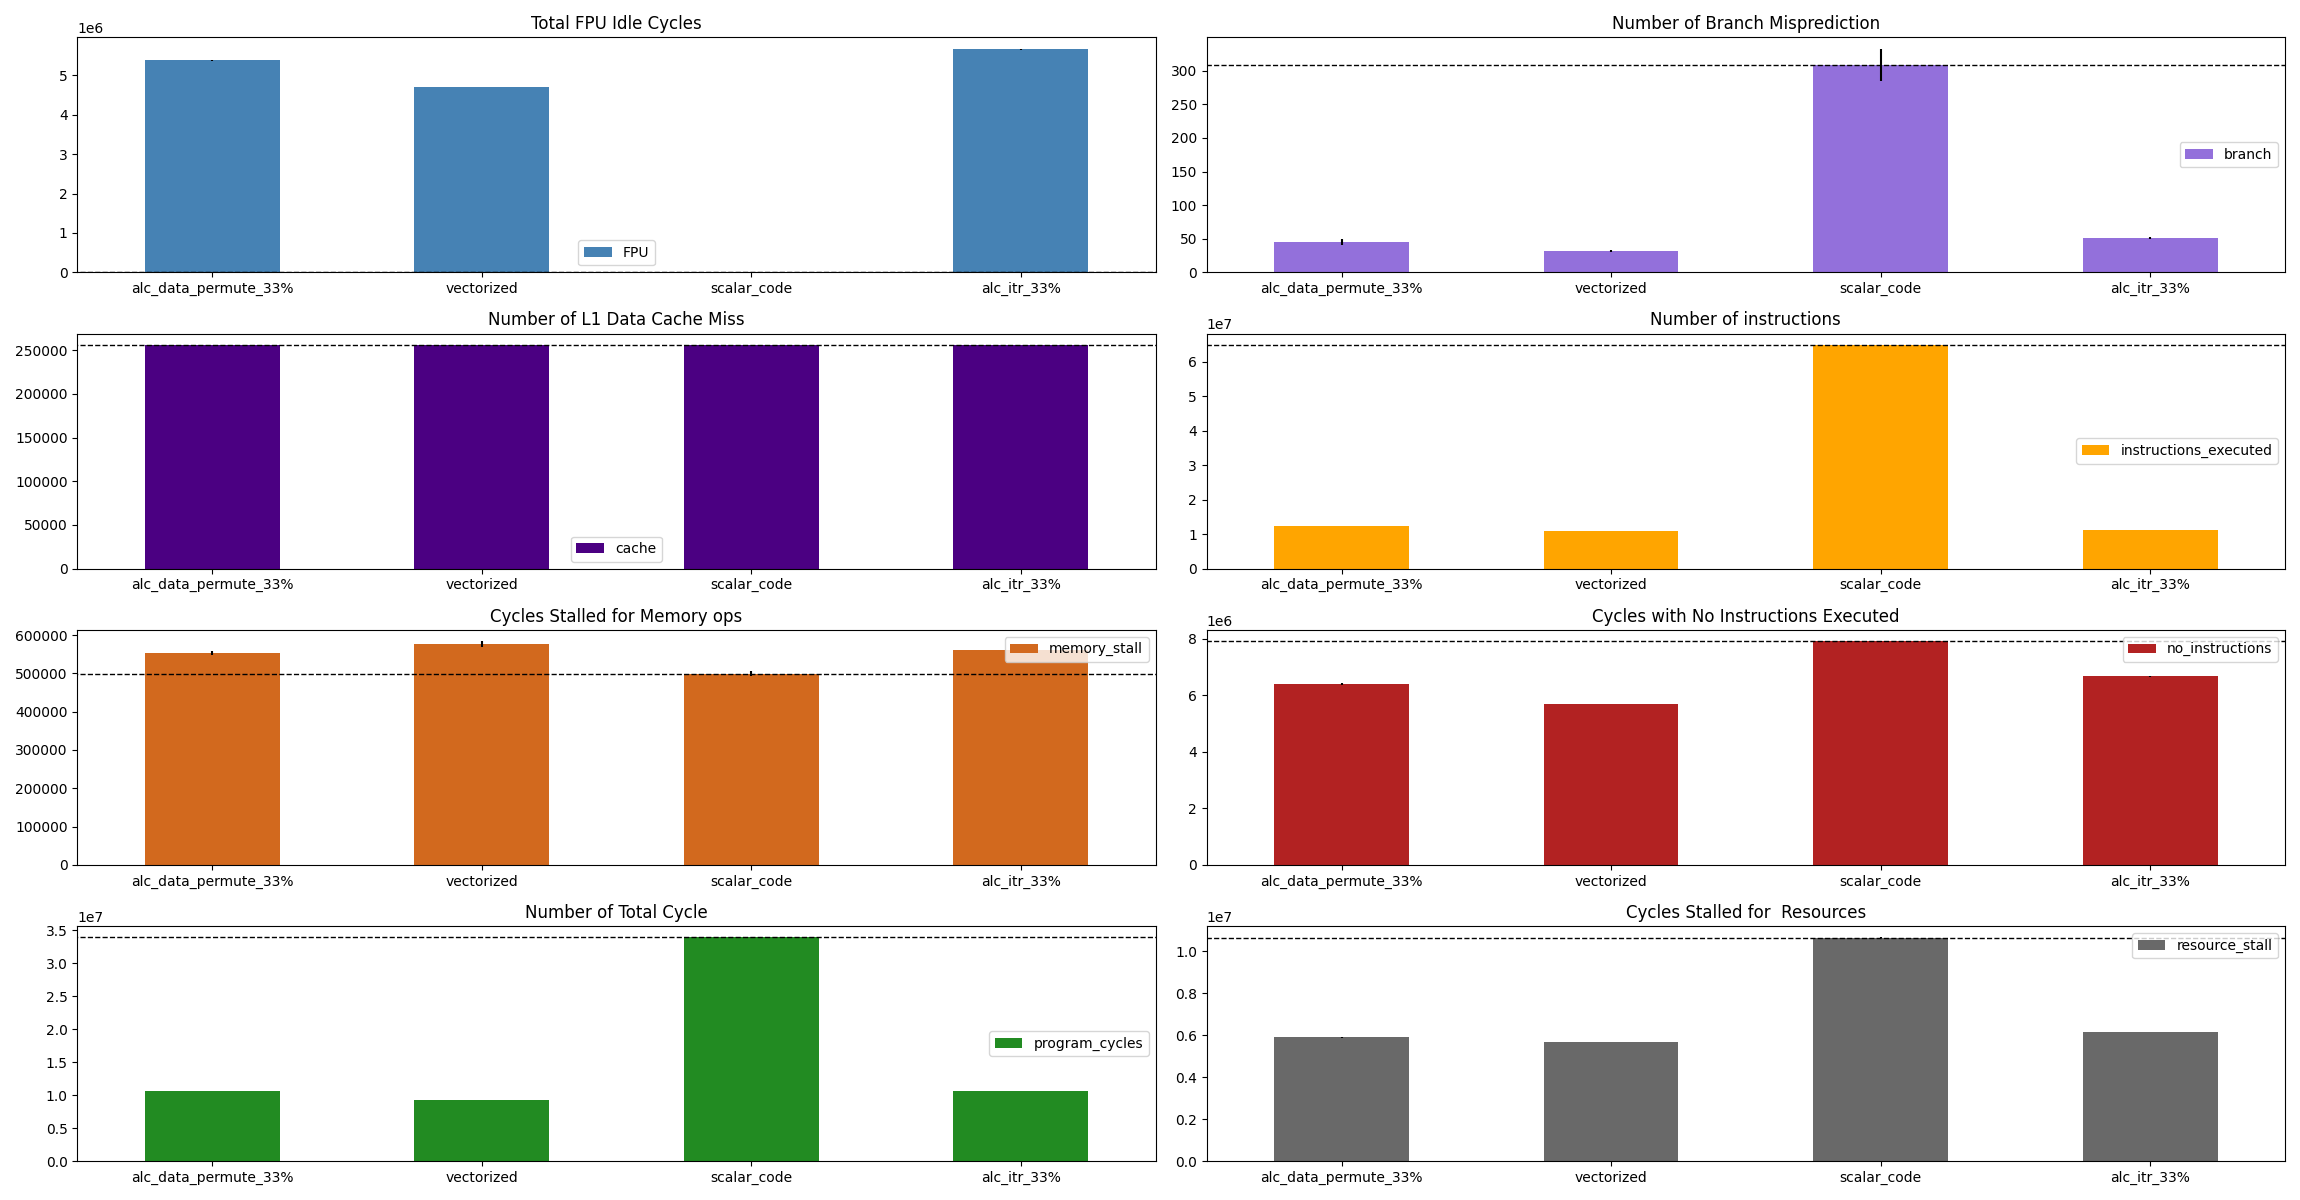 Total FPU Idle Cycles
1e6
5
4
3
2
1
0
FPU
alc_data_permute_33% vectorized scalar_code alc_itr_33%
Number of Branch Misprediction
300
250
200
150
100
50
0
branch
alc_data_permute_33% vectorized scalar_code alc_itr_33%
Number of L1 Data Cache Miss
250000
200000
150000
100000
50000
0
cache
alc_data_permute_33% vectorized scalar_code alc_itr_33%
Number of instructions
1e7
6
5
4
3
2
1
0
instructions_executed
alc_data_permute_33% vectorized scalar_code alc_itr_33%
Cycles Stalled for Memory ops
600000
500000
400000
300000
200000
100000
0
memory_stall
alc_data_permute_33% vectorized scalar_code alc_itr_33%
Cycles with No Instructions Executed
1e6
8
6
4
2
0
no_instructions
alc_data_permute_33% vectorized scalar_code alc_itr_33%
Number of Total Cycle
1e7
3.5
3.0
2.5
2.0
1.5
1.0
0.5
0.0
program_cycles
alc_data_permute_33% vectorized scalar_code alc_itr_33%
Cycles Stalled for  Resources
1e7
1.0
0.8
0.6
0.4
0.2
0.0
resource_stall
alc_data_permute_33% vectorized scalar_code alc_itr_33%